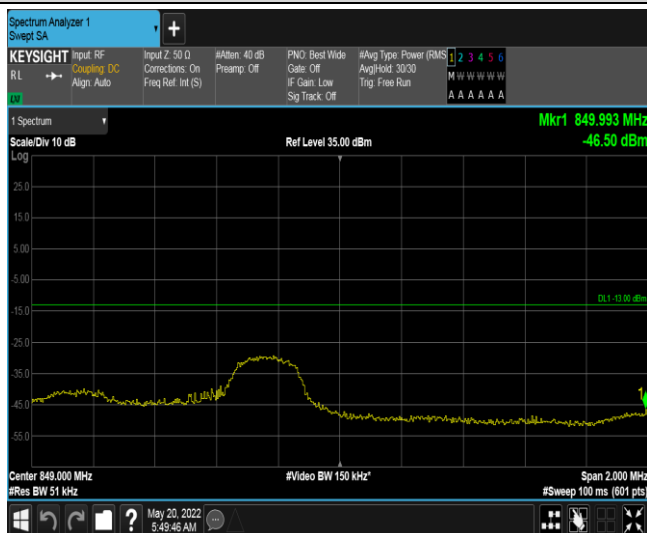 Spectrum Analyzer 1
Swept SA
+
KEYSIGHT
RL
Input: RF
Coupling: DC
Align: Auto
Input Z: 50 Ω
Corrections: On
Freq Ref: Int (S)
#Atten: 40 dB
Preamp: Off
PNO: Best Wide
Gate: Off
IF Gain: Low
Sig Track: Off
#Avg Type: Power (RMS
Avg|Hold: 30/30
Trig: Free Run
1 2 3 4 5 6
M W W W W W
A A A A A A
1 Spectrum
Mkr1 849.993 MHz
Scale/Div 10 dB
Ref Level 35.00 dBm
-46.50 dBm
Log
25.0
15.0
5.00
-5.00
DL1 -13.00 dBm
-15.0
-25.0
-35.0
1
-45.0
-55.0
Center 849.000 MHz
#Video BW 150 kHz*
Span 2.000 MHz
#Res BW 51 kHz
#Sweep 100 ms (601 pts)
?
May 20, 2022
5:49:46 AM